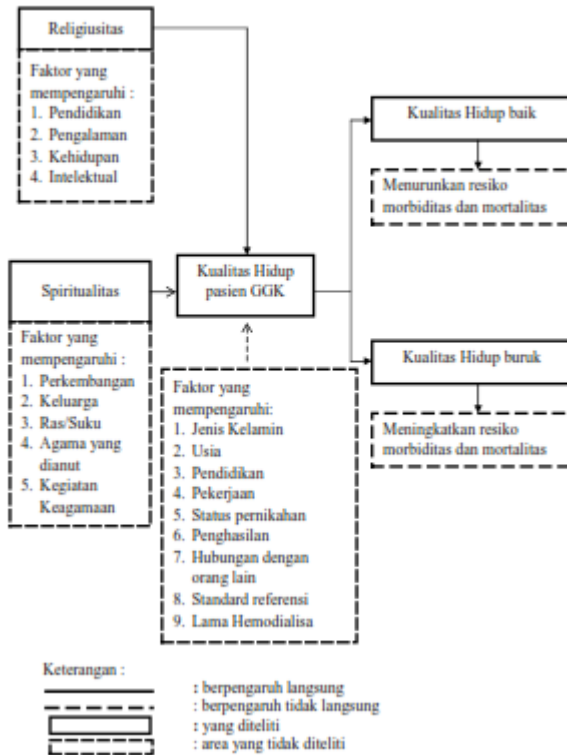 Religiusitas
Faktor yang
mempengaruhi :
1. Pendidikan
2. Pengalaman
3. Kehidupan
4. Intelektual
Spiritualitas
Faktor yang
mempengaruhi :
1. Perkembangan
2. Keluarga
3. Ras/Suku
4. Agama yang
dianut
5. Kegiatan
Keagamaan
Kualitas Hidup
pasien GGK
Faktor yang
mempengaruhi:
1. Jenis Kelamin
2. Usia
3. Pendidikan
4. Pekerjaan
5. Status pernikahan
6. Penghasilan
7. Hubungan dengan
orang lain
8. Standard referensi
9. Lama Hemodialisa
Kualitas Hidup baik
Menurunkan resiko
morbiditas dan mortalitas
Kualitas Hidup buruk
Meningkatkan resiko
morbiditas dan mortalitas
Keterangan :
: berpengaruh langsung
: berpengaruh tidak langsung
: yang diteliti
: area yang tidak diteliti